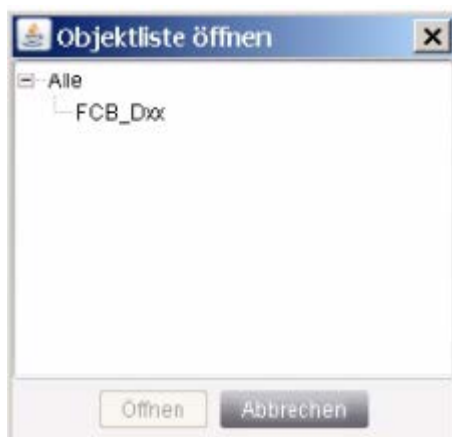 Objektliste öffnen
Alle
FCB_Dxx
Öffnen
Abbrechen